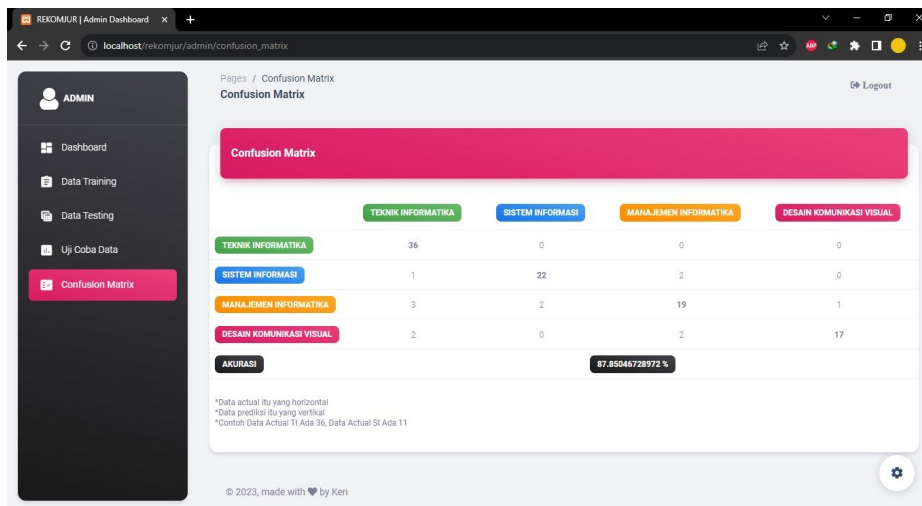 REKOMJUR | Admin Dashboard
localhost/rekomjur/admin/confusion_matrix
ABP
ADMIN
Dashboard
Data Training
Data Testing
Uji Coba Data
Confusion Matrix
Pages / Confusion Matrix
Confusion Matrix
Logout
Confusion Matrix
TEKNIK INFORMATIKA SISTEM INFORMASI MANAJEMEN INFORMATIKA DESAIN KOMUNIKASI VISUAL
TEKNIK INFORMATIKA 36 0 0 0
SISTEM INFORMASI 1 22 2 0
MANAJEMEN INFORMATIKA 3 2 19 1
DESAIN KOMUNIKASI VISUAL 2 0 2 17
AKURASI 87.85046728972 %
*Data actual itu yang horizontal
*Data prediksi itu yang vertikal
*Contoh Data Actual TI Ada 36, Data Actual SI Ada 11
© 2023, made with ♥ by Ken